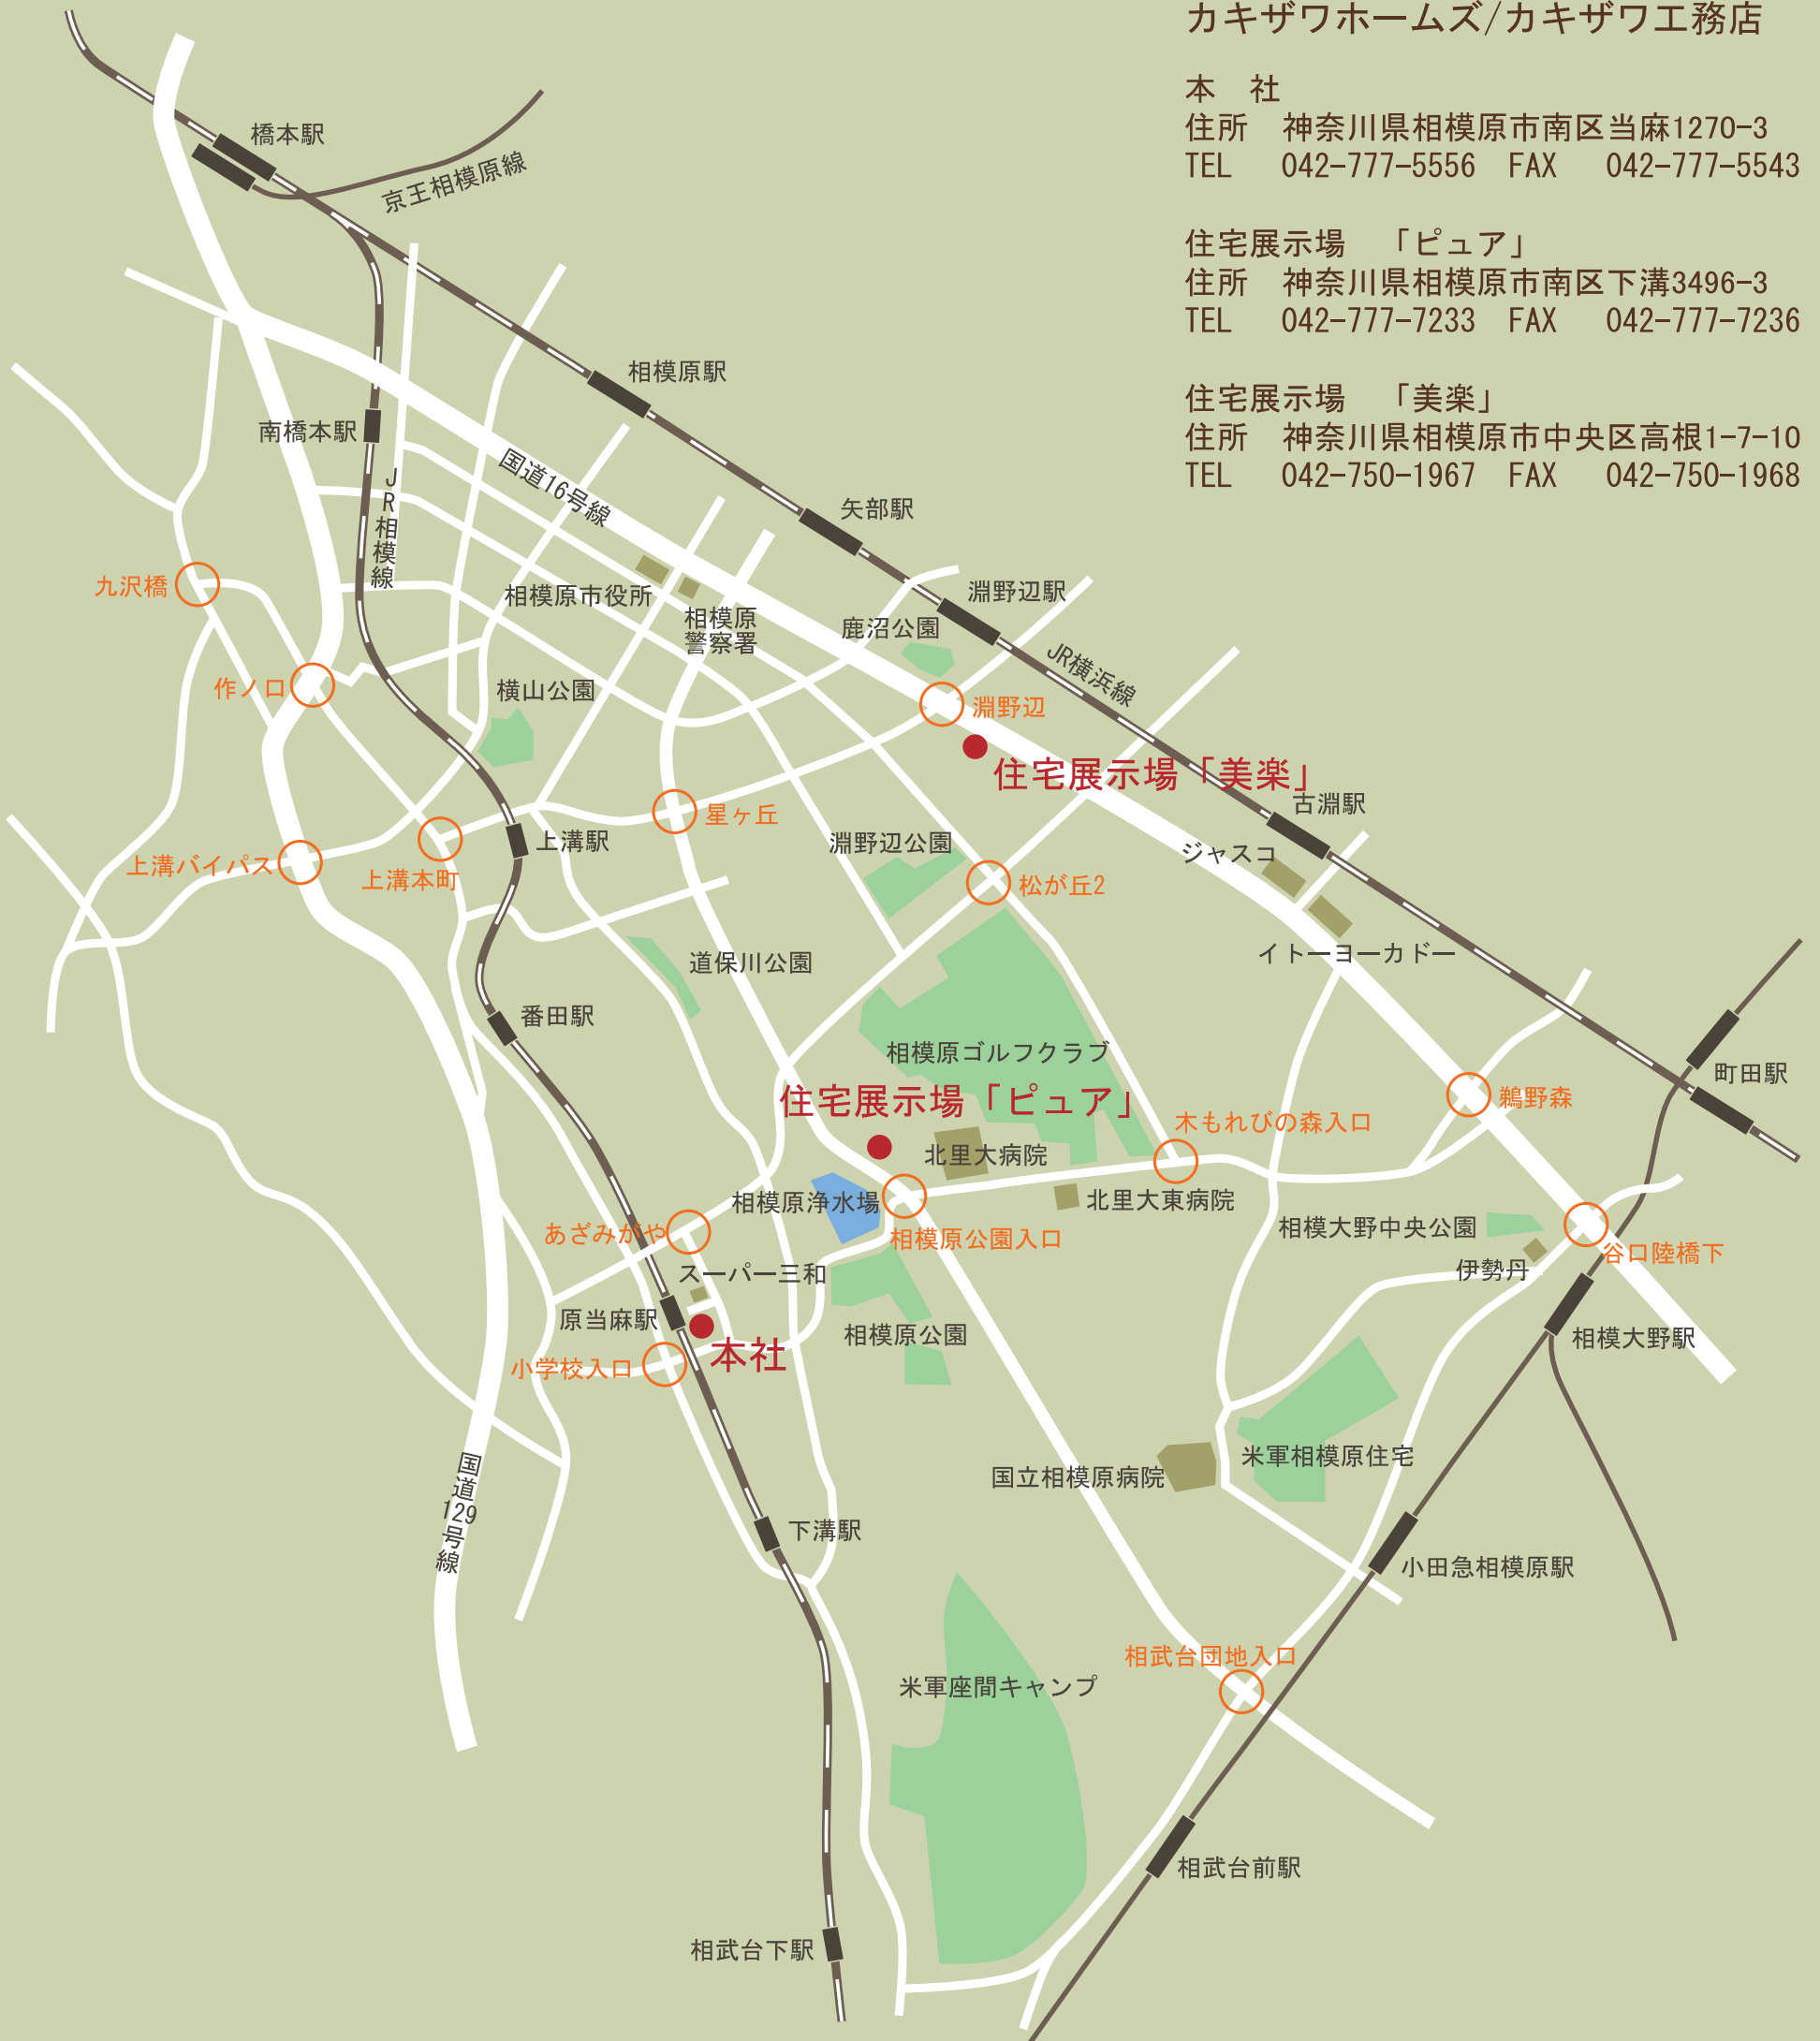 カキザワホームズ/カキザワ工務店
本　社
住所　神奈川県相模原市南区当麻1270-3
TEL　042-777-5556　FAX　042-777-5543
住宅展示場　「ピュア」
住所　神奈川県相模原市南区下溝3496-3
TEL　042-777-7233　FAX　042-777-7236
住宅展示場　「美楽」
住所　神奈川県相模原市中央区高根1-7-10
TEL　042-750-1967　FAX　042-750-1968
橋本駅
京王相模原線
相模原駅
南橋本駅
JR相模線
国道16号線
矢部駅
九沢橋
相模原市役所
相模原
警察署
淵野辺駅
鹿沼公園
JR横浜線
作ノ口
横山公園
淵野辺
住宅展示場「美楽」
古淵駅
星ヶ丘
上溝駅
淵野辺公園
ジャスコ
上溝バイパス
上溝本町
松が丘2
イトーヨーカドー
道保川公園
番田駅
相模原ゴルフクラブ
町田駅
住宅展示場「ピュア」
鵜野森
木もれびの森入口
北里大病院
相模原浄水場
北里大東病院
あざみがや
相模原公園入口
相模大野中央公園
谷口陸橋下
スーパー三和
伊勢丹
原当麻駅
相模原公園
相模大野駅
本社
小学校入口
米軍相模原住宅
国立相模原病院
国道129号線
下溝駅
小田急相模原駅
相武台団地入口
米軍座間キャンプ
相武台前駅
相武台下駅